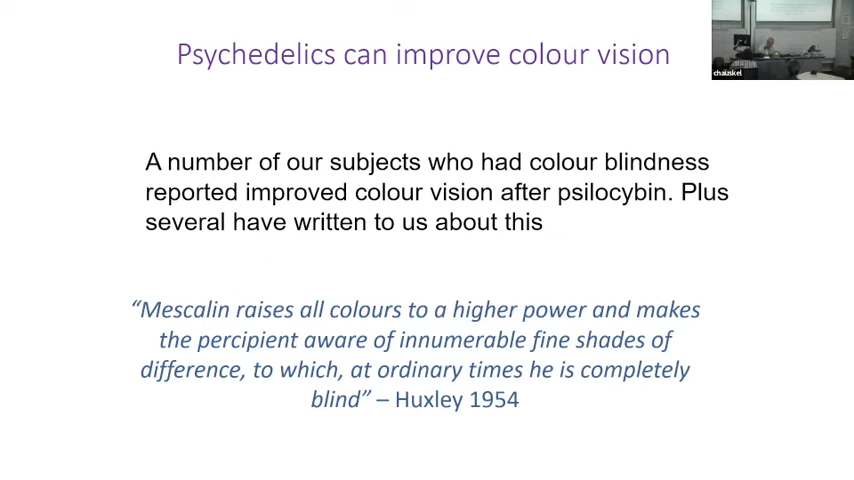 Psychedelics can improve colour vision
chauskel
A number of our subjects who had colour blindness
reported improved colour vision after psilocybin. Plus
several have written to us about this
“Mescalin raises all colours to a higher power and makes
the percipient aware of innumerable fine shades of
difference, to which, at ordinary times he is completely
blind” – Huxley 1954